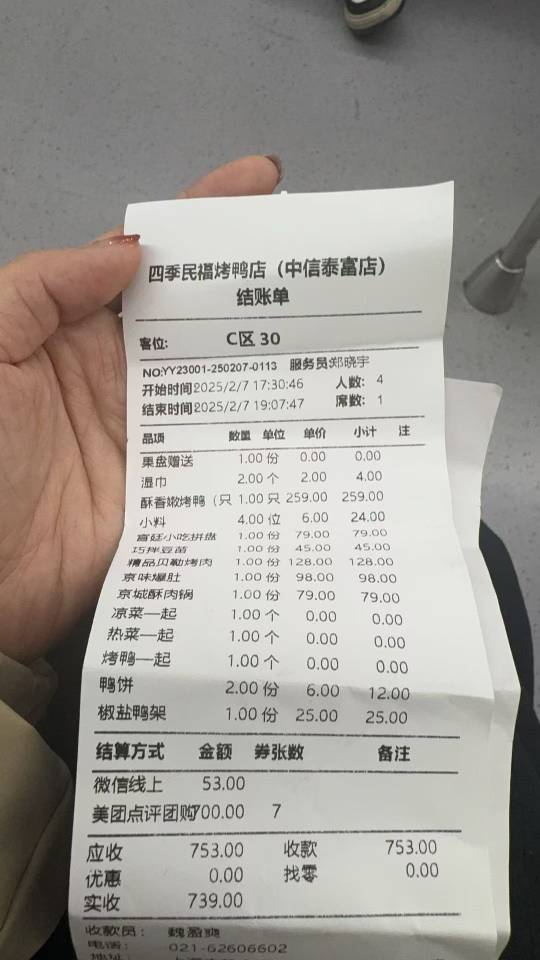 四季民福烤鸭店（中信泰富店）
结账单
客位: C区 30
NO:YY23001-250207-0113 服务员:郑晓宇
开始时间:2025/2/7 17:30:46 人数: 4
结束时间:2025/2/7 19:07:47 席数: 1
品项 数量 单位 单价 小计 注
果盘赠送 1.00 份 0.00 0.00
湿巾 2.00 个 2.00 4.00
酥香嫩烤鸭（只 1.00 只 259.00 259.00
小料 4.00 位 6.00 24.00
宫廷小吃拼盘 1.00 份 79.00 79.00
巧拌豆苗 1.00 份 45.00 45.00
精品贝勒烤肉 1.00 份 128.00 128.00
京味爆肚 1.00 份 98.00 98.00
京城酥肉锅 1.00 份 79.00 79.00
凉菜一起 1.00 个 0.00 0.00
热菜一起 1.00 个 0.00 0.00
烤鸭一起 1.00 个 0.00 0.00
鸭饼 2.00 份 6.00 12.00
椒盐鸭架 1.00 份 25.00 25.00
结算方式 金额 券张数 备注
微信线上 53.00
美团点评团购700.00 7
应收 753.00 收款 753.00
优惠 0.00 找零 0.00
实收 739.00
收款员: 魏盈爽
电话: 021-62606602